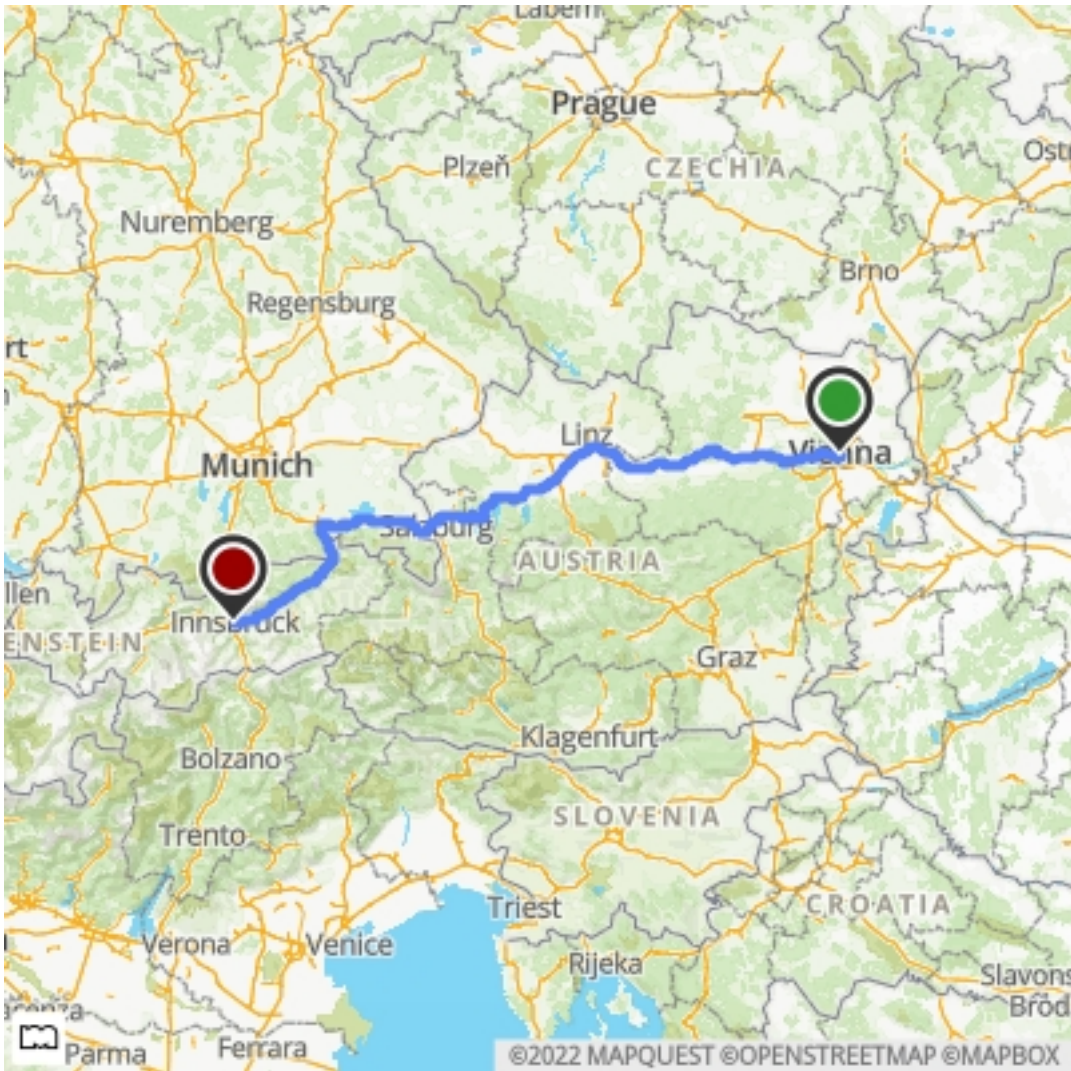 Labem
Prague
Ostr
Plzeň
CZECHIA
Nuremberg
Brno
Regensburg
rt
Linz
Vienna
Munich
Salzburg
AUSTRIA
llen
Innsbruck
ENSTEIN
Graz
Klagenfurt
Bolzano
SLOVENIA
Trento
Triest
CROATIA
Verona
Venice
Rijeka
Slavons
Brod
Parma
Ferrara
©2022 MAPQUEST ©OPENSTREETMAP ©MAPBOX